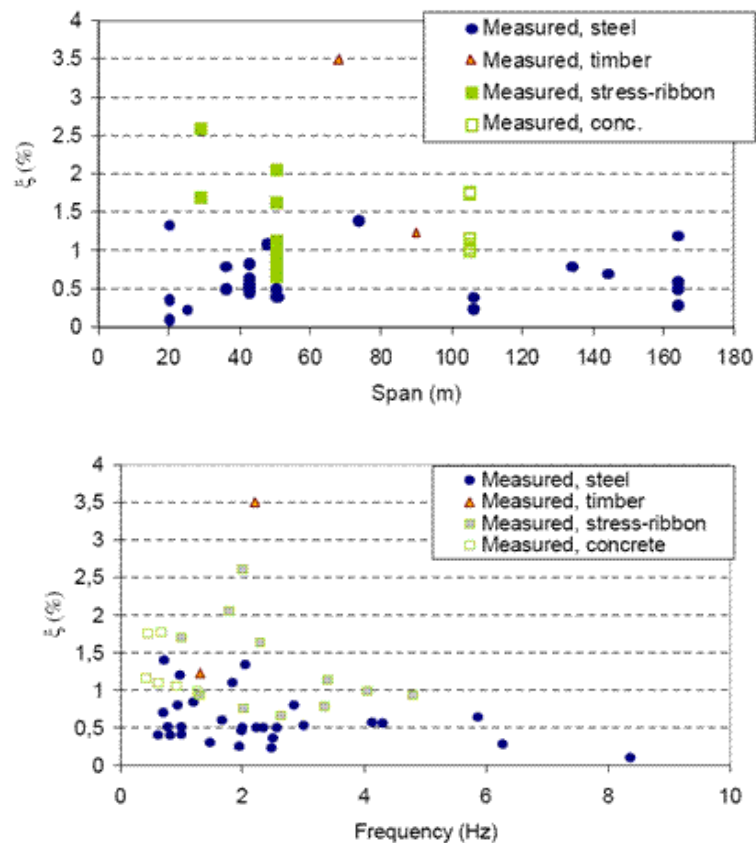 4
3.5
3
2.5
2
1.5
1
0.5
0
ξ (%)
Measured, steel
Measured, timber
Measured, stress-ribbon
Measured, conc.
0 20 40 60 80 100 120 140 160 180
Span (m)
4
3,5
3
2,5
2
1,5
1
0,5
0
ξ (%)
Measured, steel
Measured, timber
Measured, stress-ribbon
Measured, concrete
0 2 4 6 8 10
Frequency (Hz)